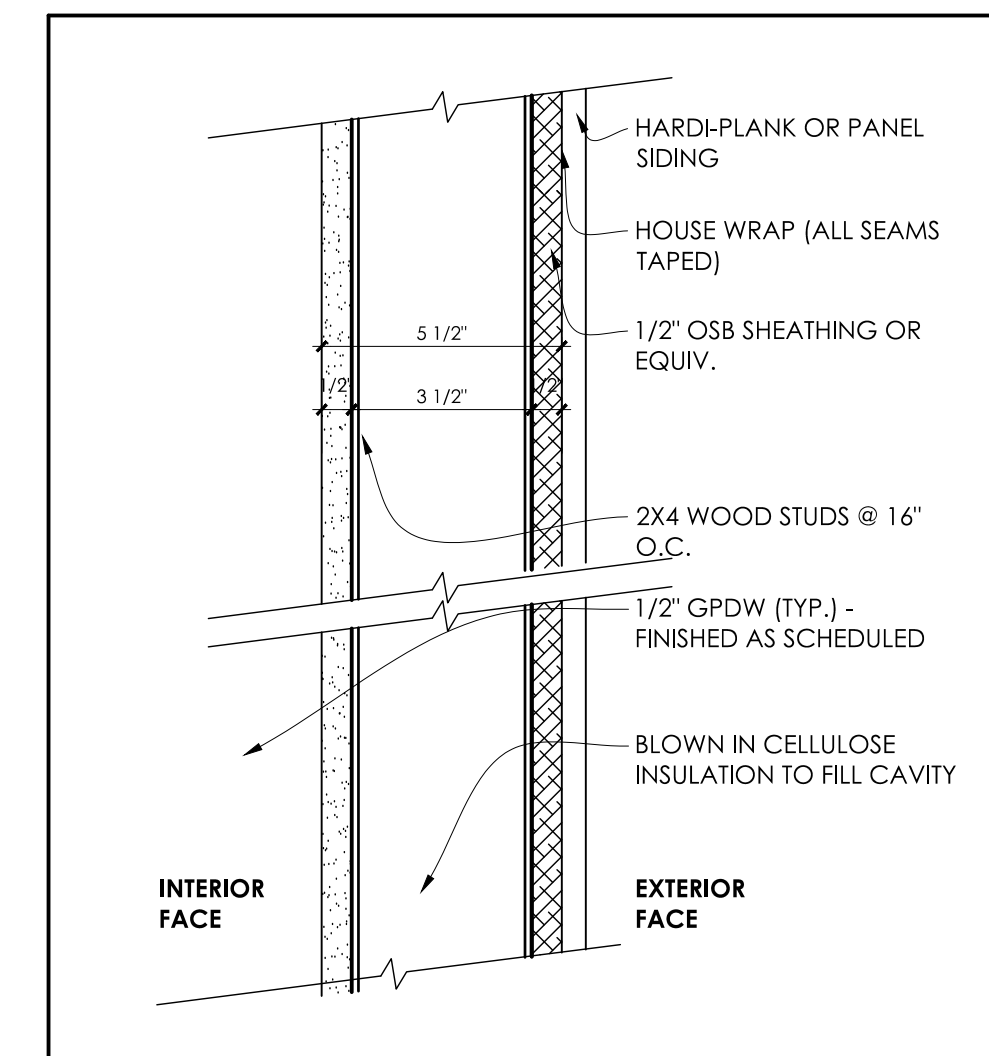 HARDI-PLANK OR PANEL
SIDING
HOUSE WRAP (ALL SEAMS
TAPED)
1/2" OSB SHEATHING OR
EQUIV.
5 1/2"
1/2"
3 1/2"
/2"
2X4 WOOD STUDS @ 16"
O.C.
1/2" GPDW (TYP.) -
FINISHED AS SCHEDULED
BLOWN IN CELLULOSE
INSULATION TO FILL CAVITY
INTERIOR
FACE
EXTERIOR
FACE